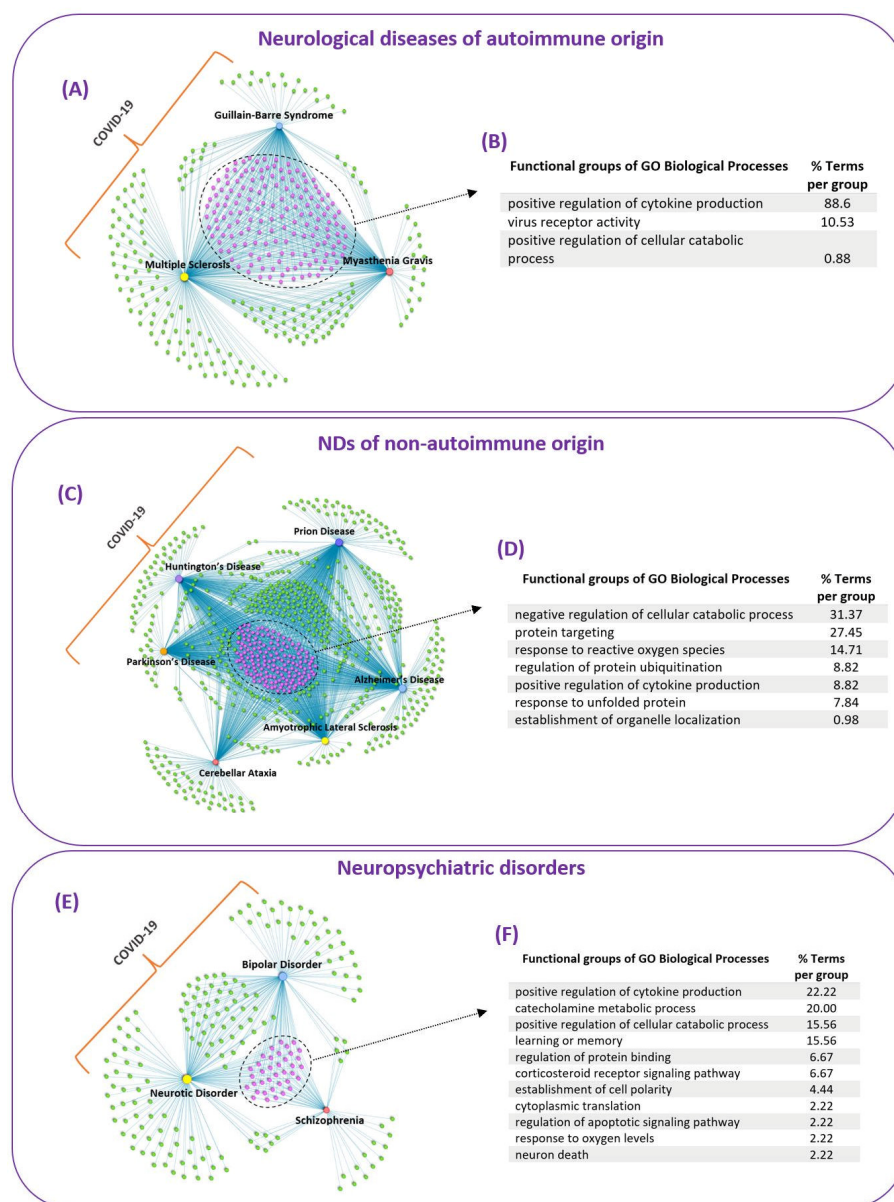 Neurological diseases of autoimmune origin
(A)
COVID-19
Guillain-Barre Syndrome
Multiple Sclerosis
Myasthenia Gravis
(B)
Functional groups of GO Biological Processes % Terms
per group
positive regulation of cytokine production 88.6
virus receptor activity 10.53
positive regulation of cellular catabolic
process 0.88
NDs of non-autoimmune origin
(C)
COVID-19
Prion Disease
Huntington's Disease
Parkinson's Disease
Alzheimer's Disease
Amyotrophic Lateral Sclerosis
Cerebellar Ataxia
(D)
Functional groups of GO Biological Processes % Terms
per group
negative regulation of cellular catabolic process 31.37
protein targeting 27.45
response to reactive oxygen species 14.71
regulation of protein ubiquitination 8.82
positive regulation of cytokine production 8.82
response to unfolded protein 7.84
establishment of organelle localization 0.98
Neuropsychiatric disorders
(E)
COVID-19
Bipolar Disorder
Neurotic Disorder
Schizophrenia
(F)
Functional groups of GO Biological Processes % Terms
per group
positive regulation of cytokine production 22.22
catecholamine metabolic process 20.00
positive regulation of cellular catabolic process 15.56
learning or memory 15.56
regulation of protein binding 6.67
corticosteroid receptor signaling pathway 6.67
establishment of cell polarity 4.44
cytoplasmic translation 2.22
regulation of apoptotic signaling pathway 2.22
response to oxygen levels 2.22
neuron death 2.22